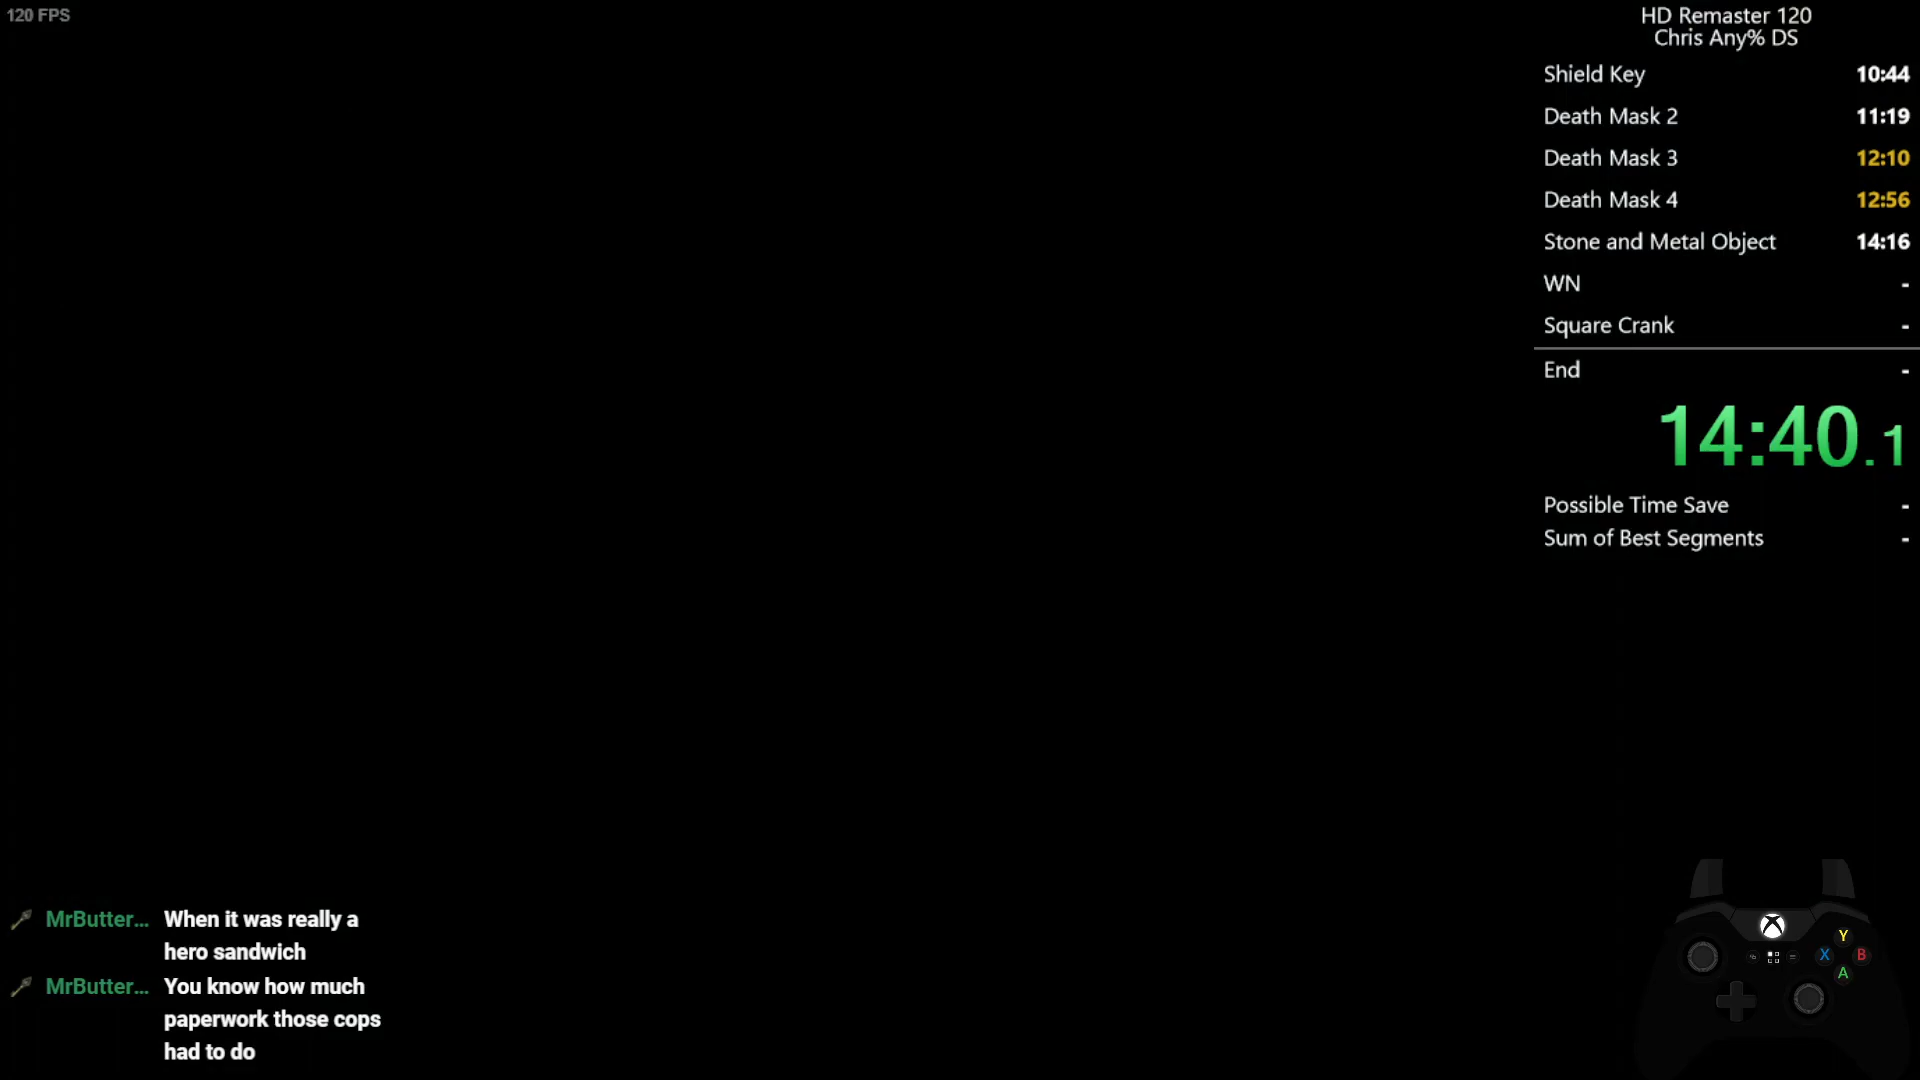 120 FPS
HD Remaster 120
Chris Any% DS
Shield Key 10:44
Death Mask 2 11:19
Death Mask 3 12:10
Death Mask 4 12:56
Stone and Metal Object 14:16
WN -
Square Crank -
End -
14:40.1
Possible Time Save -
Sum of Best Segments -
MrButter... When it was really a
hero sandwich
MrButter... You know how much
paperwork those cops
had to do
Y
X B
A